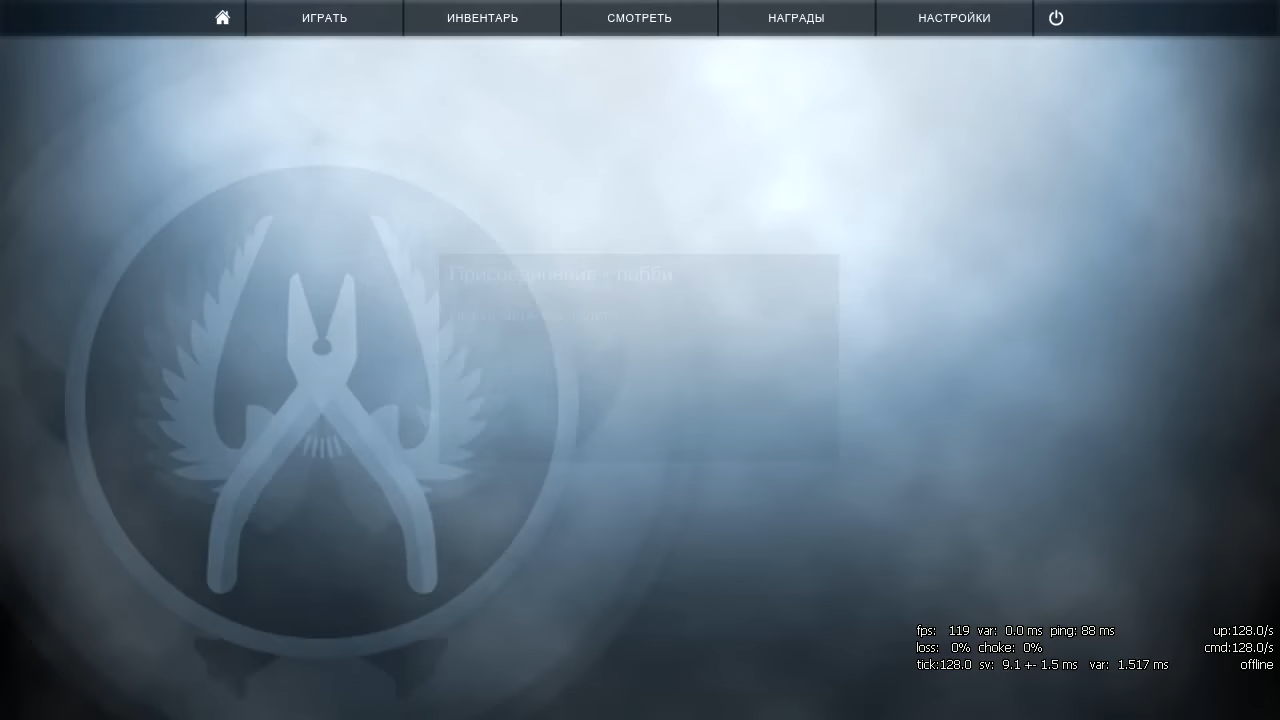 ИГРАТЬ
ИНВЕНТАРЬ
СМОТРЕТЬ
НАГРАДЫ
НАСТРОЙКИ
Присоединение к лобби
fps: 119 var: 0.0 ms ping: 88 ms up:128.0/s
loss: 0% choke: 0% cmd:128.0/s
tick:128.0 sv: 9.1 +- 1.5 ms var: 1.517 ms offline